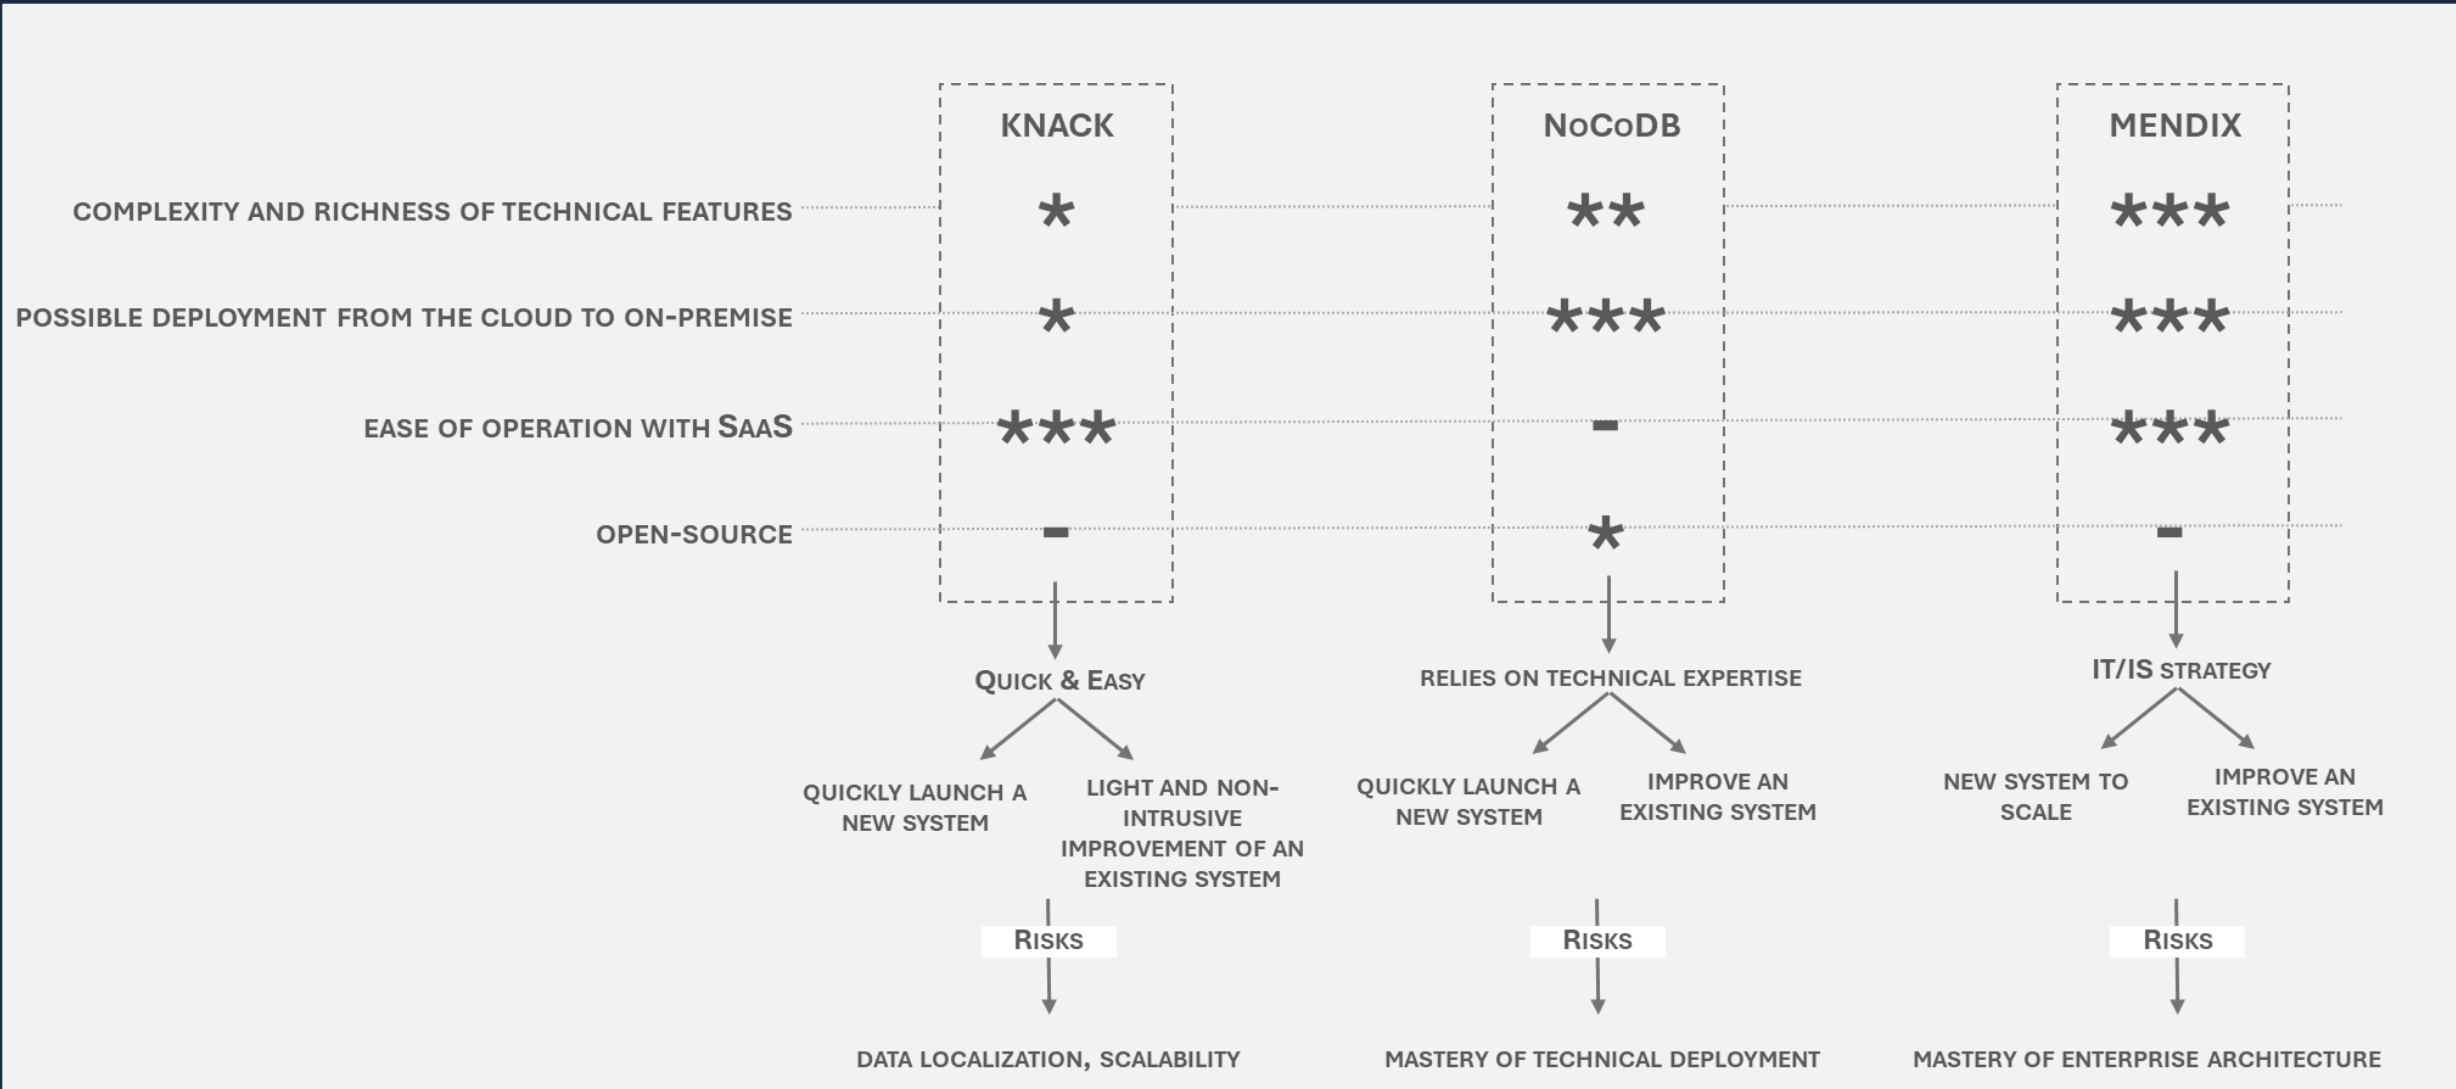 KNACK NoCoDB MENDIX
COMPLEXITY AND RICHNESS OF TECHNICAL FEATURES * ** ***
POSSIBLE DEPLOYMENT FROM THE CLOUD TO ON-PREMISE * *** ***
EASE OF OPERATION WITH SAAS *** - ***
OPEN-SOURCE - * -
QUICK & EASY
QUICKLY LAUNCH A
NEW SYSTEM
LIGHT AND NON-
INTRUSIVE
IMPROVEMENT OF AN
EXISTING SYSTEM
RISKS
DATA LOCALIZATION, SCALABILITY
RELIES ON TECHNICAL EXPERTISE
QUICKLY LAUNCH A
NEW SYSTEM
IMPROVE AN
EXISTING SYSTEM
RISKS
MASTERY OF TECHNICAL DEPLOYMENT
IT/IS STRATEGY
NEW SYSTEM TO
SCALE
IMPROVE AN
EXISTING SYSTEM
RISKS
MASTERY OF ENTERPRISE ARCHITECTURE